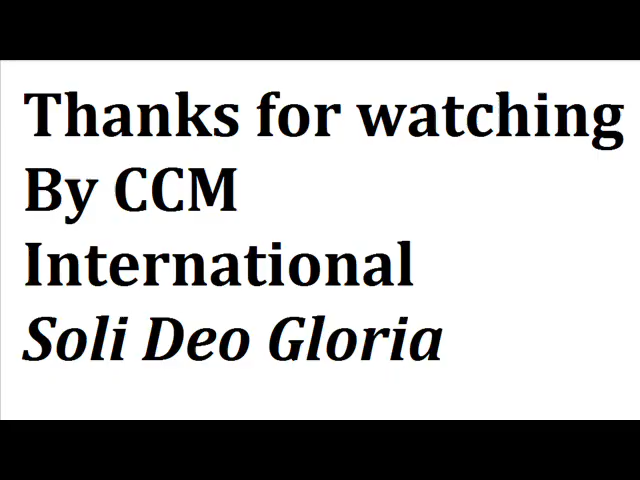 Thanks for watching
By CCM
International
Soli Deo Gloria